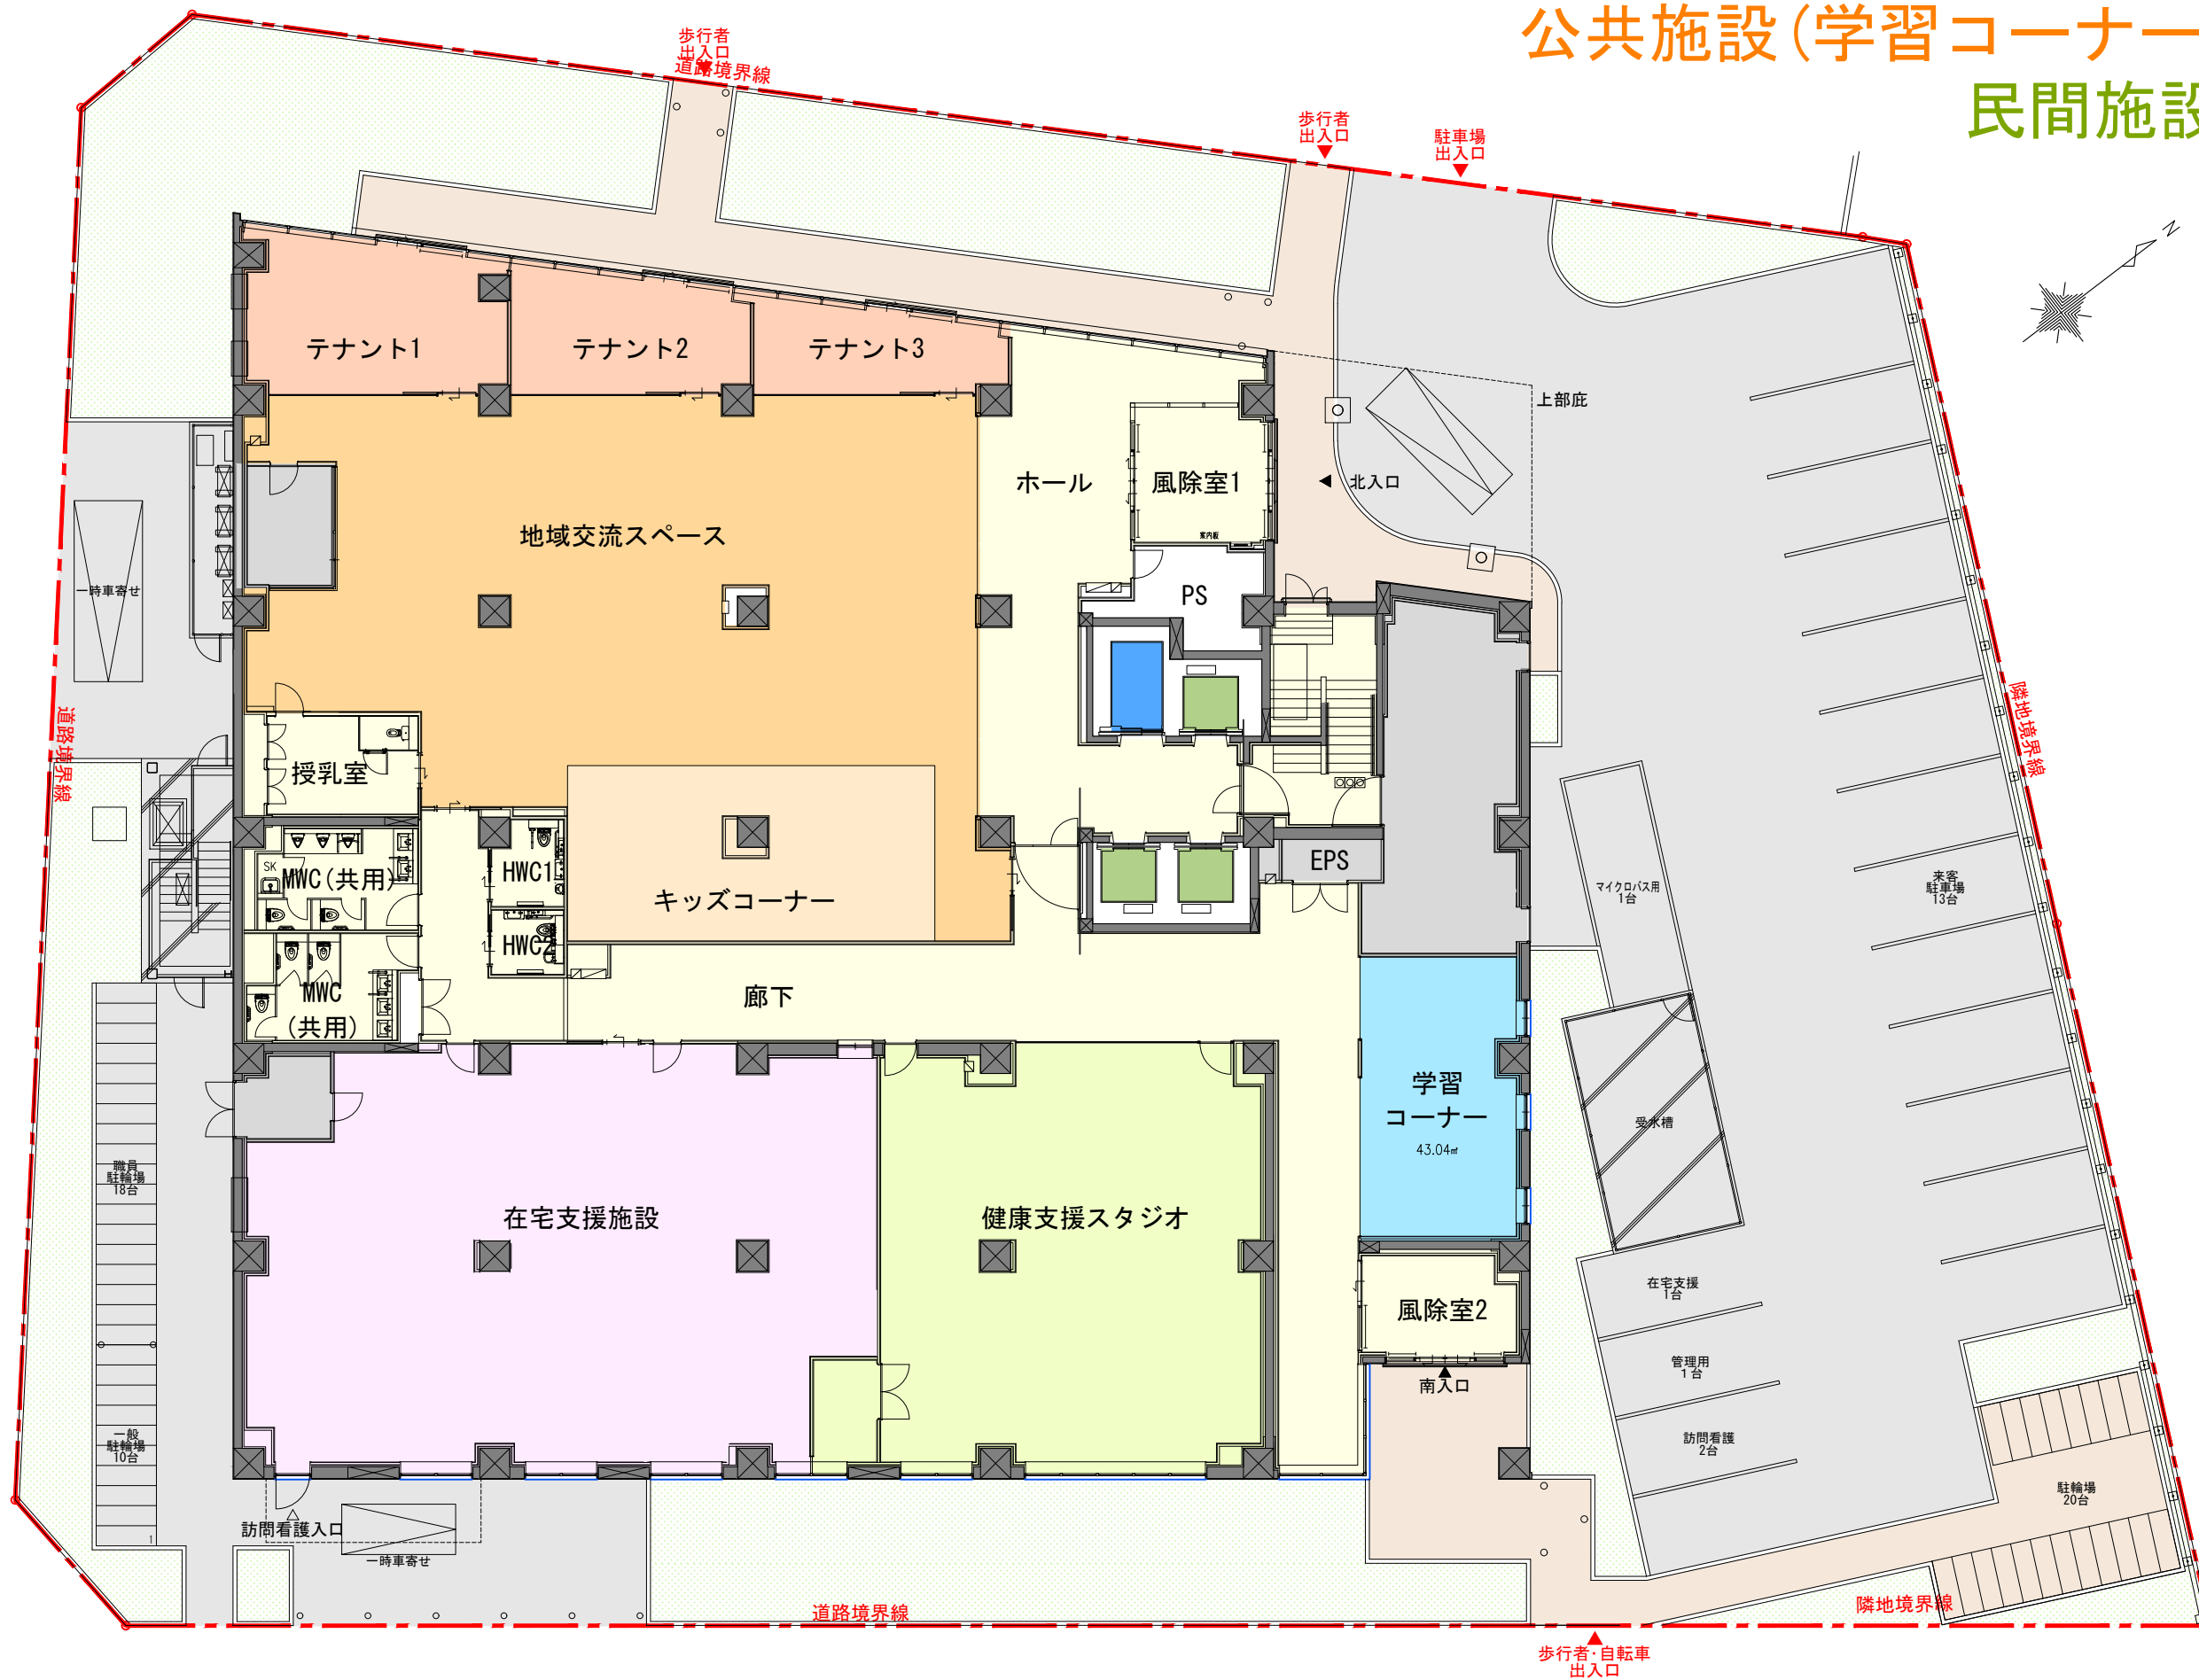 公共施設(学習コーナー
民間施設
歩行者
出入口
道路境界線
歩行者
出入口
駐車場
出入口
N
上部庇
テナント1
テナント2
テナント3
ホール
風除室1
案内板
北入口
地域交流スペース
PS
一時車寄せ
道路境界線
隣地境界線
授乳室
SK
MWC(共用)
HWC1
HWC2
MWC
(共用)
キッズコーナー
EPS
マイクロバス用
1台
来客
駐車場
13台
廊下
学習
コーナー
43.04㎡
受水槽
職員
駐輪場
18台
在宅支援施設
健康支援スタジオ
在宅支援
1台
風除室2
南入口
管理用
1台
訪問看護
2台
一般
駐輪場
10台
1
駐輪場
20台
訪問看護入口
一時車寄せ
道路境界線
隣地境界線
歩行者・自転車
出入口